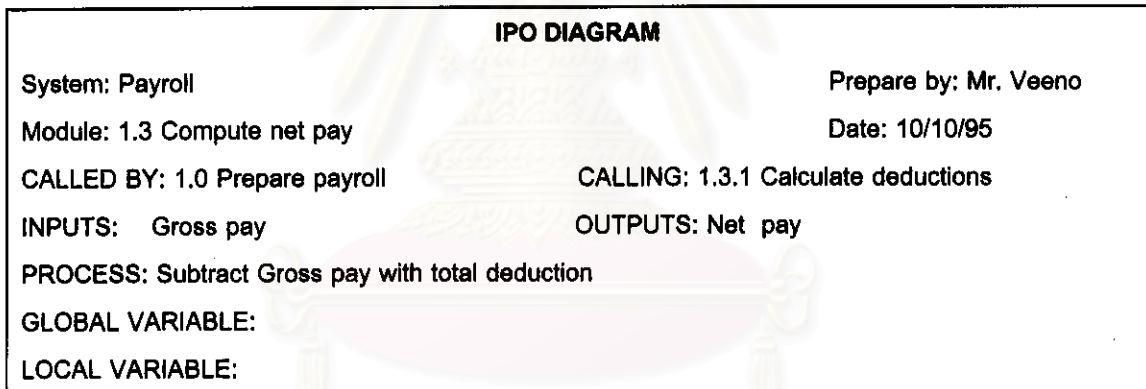 IPO DIAGRAM
System: Payroll Prepare by: Mr. Veeno
Module: 1.3 Compute net pay Date: 10/10/95
CALLED BY: 1.0 Prepare payroll CALLING: 1.3.1 Calculate deductions
INPUTS: Gross pay OUTPUTS: Net pay
PROCESS: Subtract Gross pay with total deduction
GLOBAL VARIABLE:
LOCAL VARIABLE: